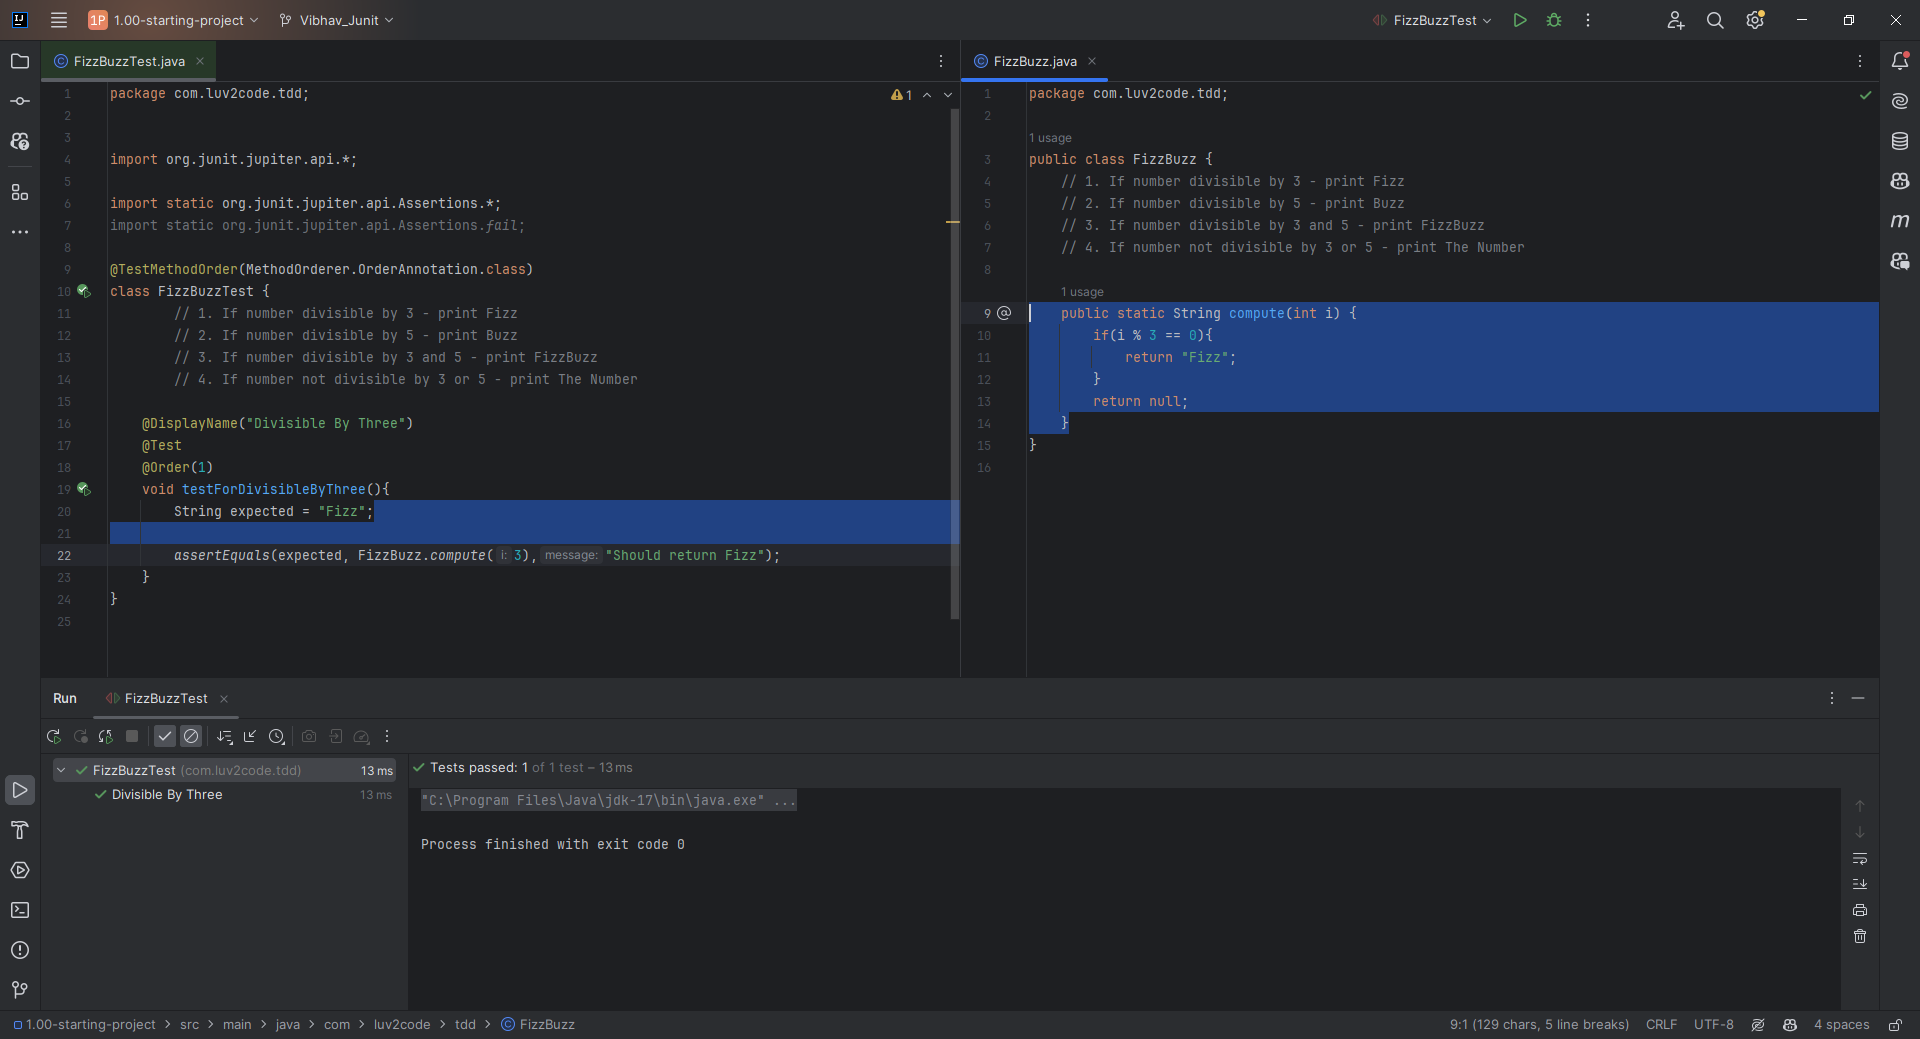 1P 1.00-starting-project Vibhav_Junit FizzBuzzTest
FizzBuzzTest.java
1 package com.luv2code.tdd;
2
3
4 import org.junit.jupiter.api.*;
5
6 import static org.junit.jupiter.api.Assertions.*;
7 import static org.junit.jupiter.api.Assertions.fail;
8
9 @TestMethodOrder(MethodOrderer.OrderAnnotation.class)
10 class FizzBuzzTest {
11 // 1. If number divisible by 3 - print Fizz
12 // 2. If number divisible by 5 - print Buzz
13 // 3. If number divisible by 3 and 5 - print FizzBuzz
14 // 4. If number not divisible by 3 or 5 - print The Number
15
16 @DisplayName("Divisible By Three")
17 @Test
18 @Order(1)
19 void testForDivisibleByThree(){
20 String expected = "Fizz";
21
22 assertEquals(expected, FizzBuzz.compute( i: 3), message: "Should return Fizz");
23 }
24 }
25
1
FizzBuzz.java
1 package com.luv2code.tdd;
2
1 usage
3 public class FizzBuzz {
4 // 1. If number divisible by 3 - print Fizz
5 // 2. If number divisible by 5 - print Buzz
6 // 3. If number divisible by 3 and 5 - print FizzBuzz
7 // 4. If number not divisible by 3 or 5 - print The Number
8
1 usage
9 @ public static String compute(int i) {
10 if(i % 3 == 0){
11 return "Fizz";
12 }
13 return null;
14 }
15 }
16
Run FizzBuzzTest
FizzBuzzTest (com.luv2code.tdd) 13 ms
Divisible By Three 13 ms
Tests passed: 1 of 1 test – 13 ms
"C:\Program Files\Java\jdk-17\bin\java.exe" ...
Process finished with exit code 0
1.00-starting-project > src > main > java > com > luv2code > tdd > FizzBuzz
9:1 (129 chars, 5 line breaks) CRLF UTF-8 4 spaces